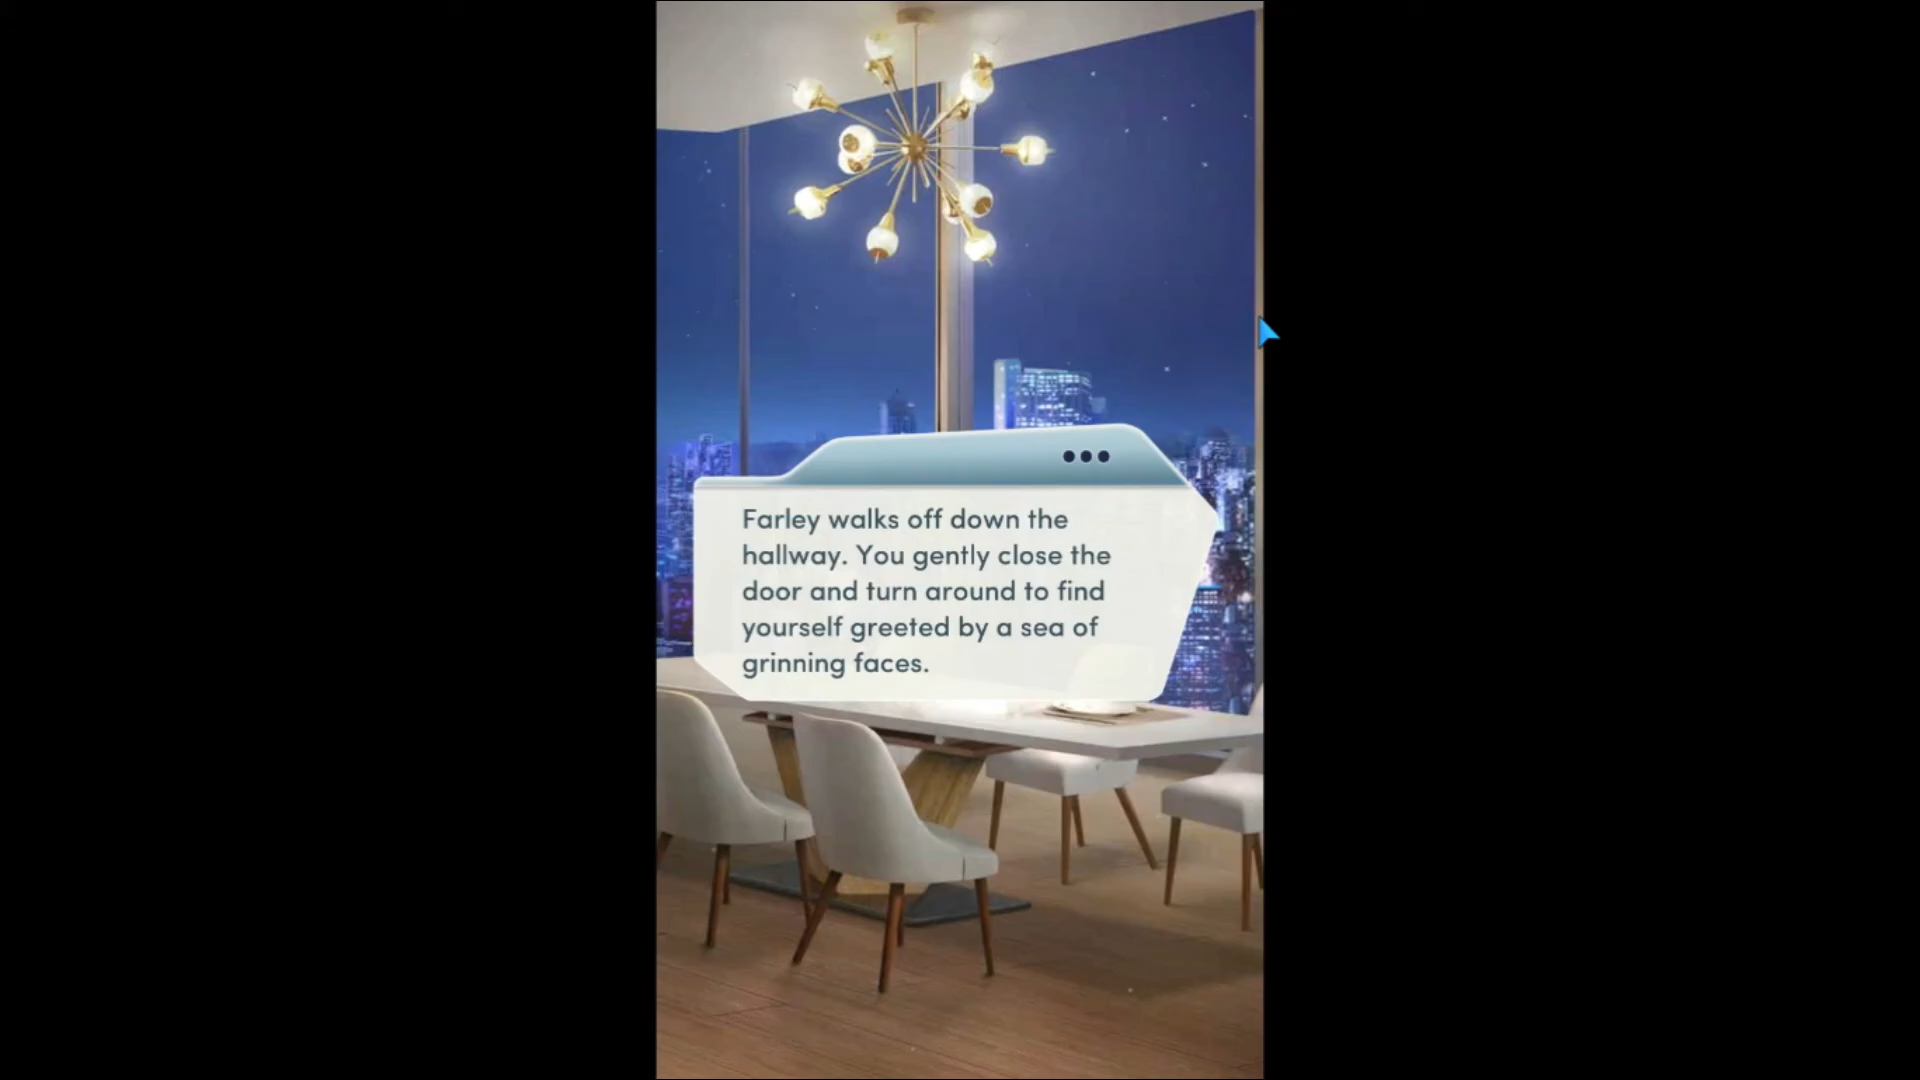 Farley walks off down the
hallway. You gently close the
door and turn around to find
yourself greeted by a sea of
grinning faces.